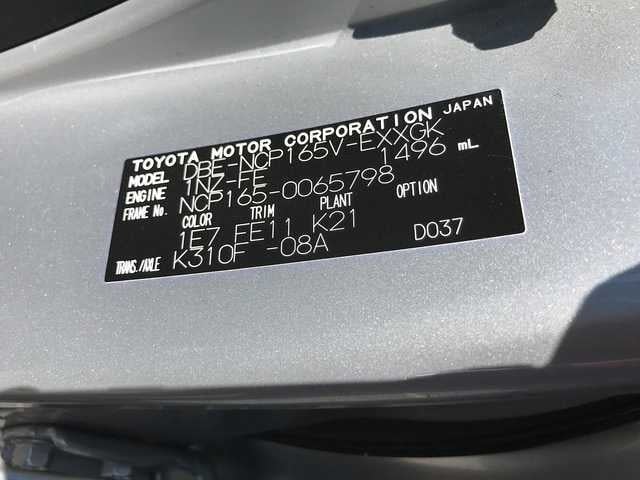 TOYOTA MOTOR CORPORATION JAPAN
MODEL DBE-NCP165V-EXXGK
ENGINE 1NZ-FE 1496 mL
FRAME No. NCP165-0065798
COLOR TRIM PLANT OPTION
1E7 FE11 K21
TRANS./AXLE K310F -08A D037